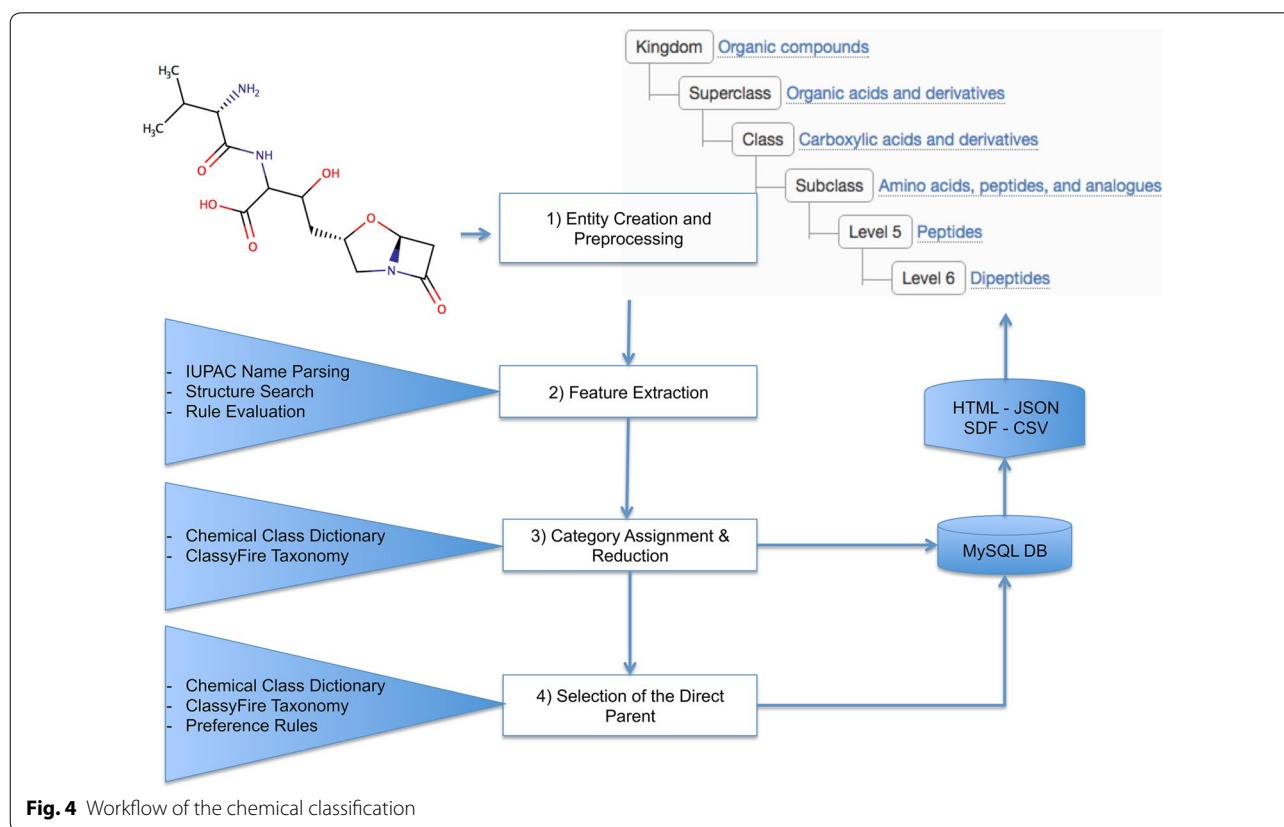 Kingdom Organic compounds
Superclass Organic acids and derivatives
Class Carboxylic acids and derivatives
Subclass Amino acids, peptides, and analogues
Level 5 Peptides
Level 6 Dipeptides
H₃C
NH₂
H₃C
O
NH
OH
HO
O
O
N
O
1) Entity Creation and
Preprocessing
- IUPAC Name Parsing
- Structure Search
- Rule Evaluation
2) Feature Extraction
HTML - JSON
SDF - CSV
- Chemical Class Dictionary
- ClassyFire Taxonomy
3) Category Assignment &
Reduction
MySQL DB
- Chemical Class Dictionary
- ClassyFire Taxonomy
- Preference Rules
4) Selection of the Direct
Parent
Fig. 4 Workflow of the chemical classification